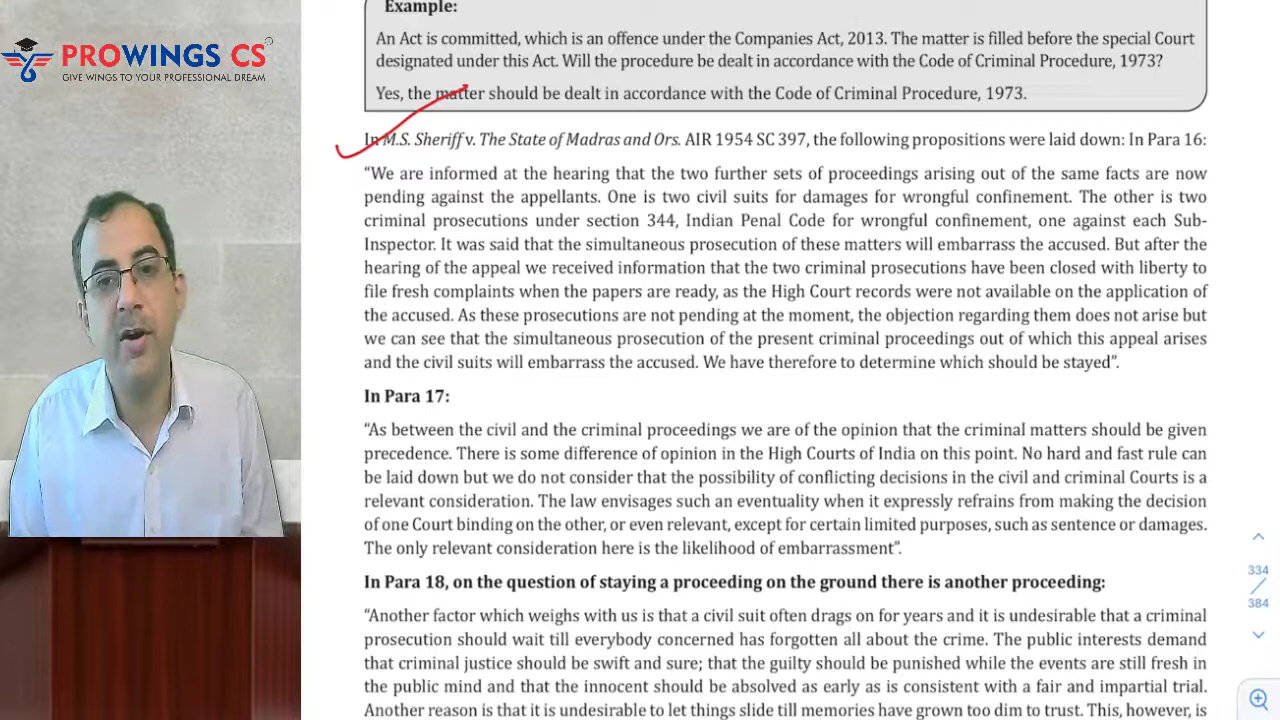 PROWINGS CS
GIVE WINGS TO YOUR PROFESSIONAL DREAM
Example:
An Act is committed, which is an offence under the Companies Act, 2013. The matter is filled before the special Court
designated under this Act. Will the procedure be dealt in accordance with the Code of Criminal Procedure, 1973?
Yes, the matter should be dealt in accordance with the Code of Criminal Procedure, 1973.
In M.S. Sheriff v. The State of Madras and Ors. AIR 1954 SC 397, the following propositions were laid down: In Para 16:
“We are informed at the hearing that the two further sets of proceedings arising out of the same facts are now
pending against the appellants. One is two civil suits for damages for wrongful confinement. The other is two
criminal prosecutions under section 344, Indian Penal Code for wrongful confinement, one against each Sub-
Inspector. It was said that the simultaneous prosecution of these matters will embarrass the accused. But after the
hearing of the appeal we received information that the two criminal prosecutions have been closed with liberty to
file fresh complaints when the papers are ready, as the High Court records were not available on the application of
the accused. As these prosecutions are not pending at the moment, the objection regarding them does not arise but
we can see that the simultaneous prosecution of the present criminal proceedings out of which this appeal arises
and the civil suits will embarrass the accused. We have therefore to determine which should be stayed”.
In Para 17:
“As between the civil and the criminal proceedings we are of the opinion that the criminal matters should be given
precedence. There is some difference of opinion in the High Courts of India on this point. No hard and fast rule can
be laid down but we do not consider that the possibility of conflicting decisions in the civil and criminal Courts is a
relevant consideration. The law envisages such an eventuality when it expressly refrains from making the decision
of one Court binding on the other, or even relevant, except for certain limited purposes, such as sentence or damages.
The only relevant consideration here is the likelihood of embarrassment”.
In Para 18, on the question of staying a proceeding on the ground there is another proceeding:
“Another factor which weighs with us is that a civil suit often drags on for years and it is undesirable that a criminal
prosecution should wait till everybody concerned has forgotten all about the crime. The public interests demand
that criminal justice should be swift and sure; that the guilty should be punished while the events are still fresh in
the public mind and that the innocent should be absolved as early as is consistent with a fair and impartial trial.
Another reason is that it is undesirable to let things slide till memories have grown too dim to trust. This, however, is
334
/
384